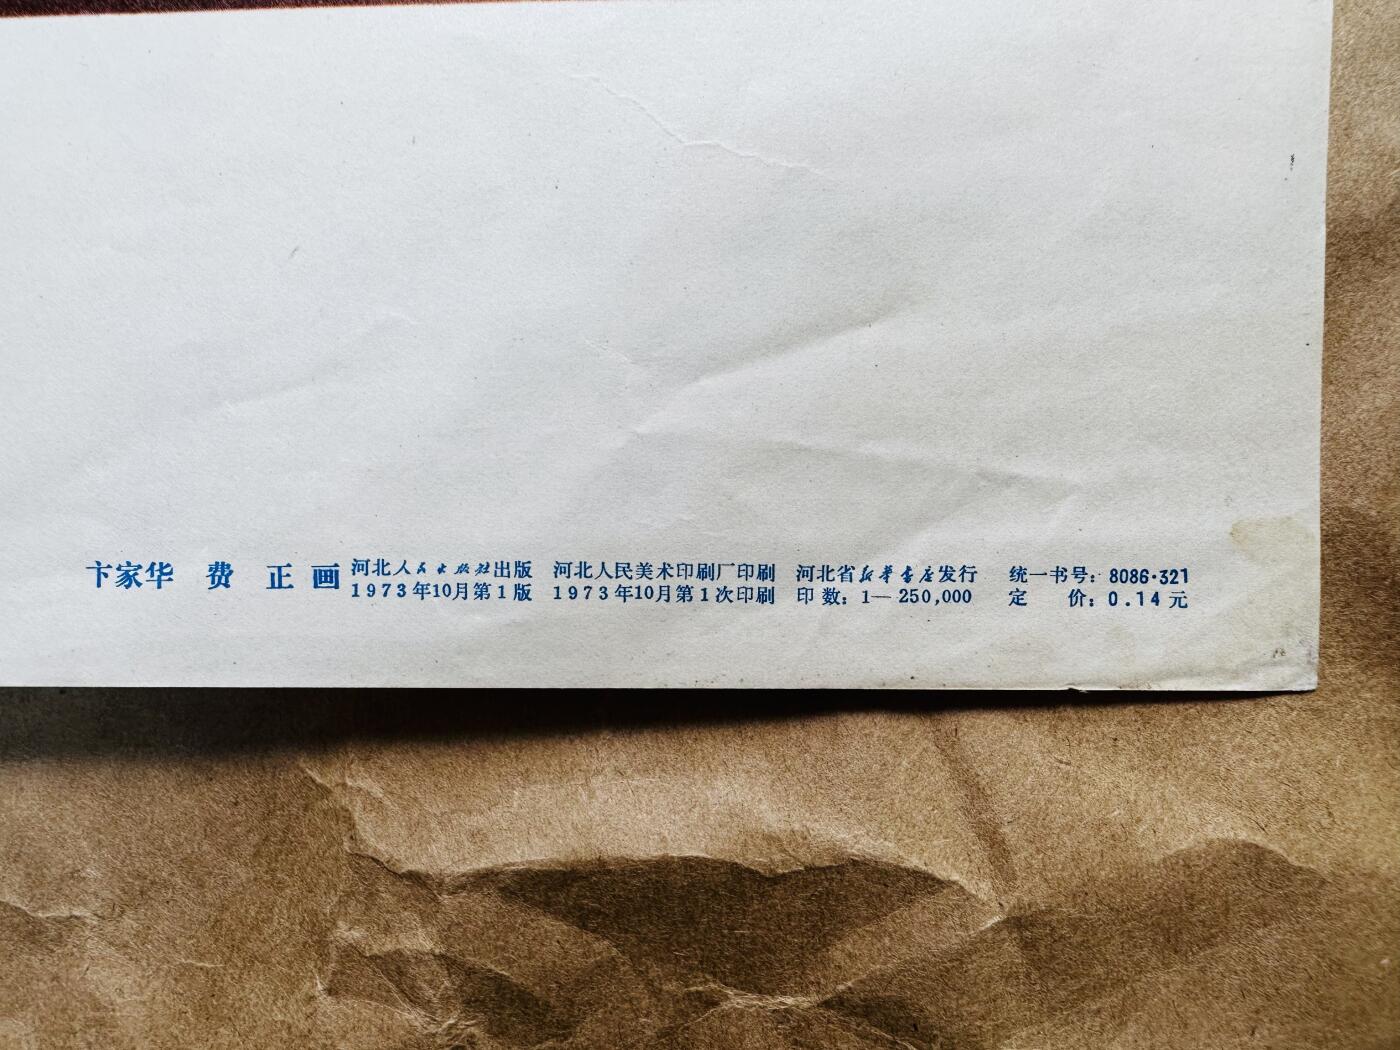 卞家华 费 正 画
河北人民出版社出版 河北人民美术印刷厂印刷 河北省新华书店发行 统一书号：8086·321
1973年10月第1版 1973年10月第1次印刷 印数：1—250,000 定 价：0.14元